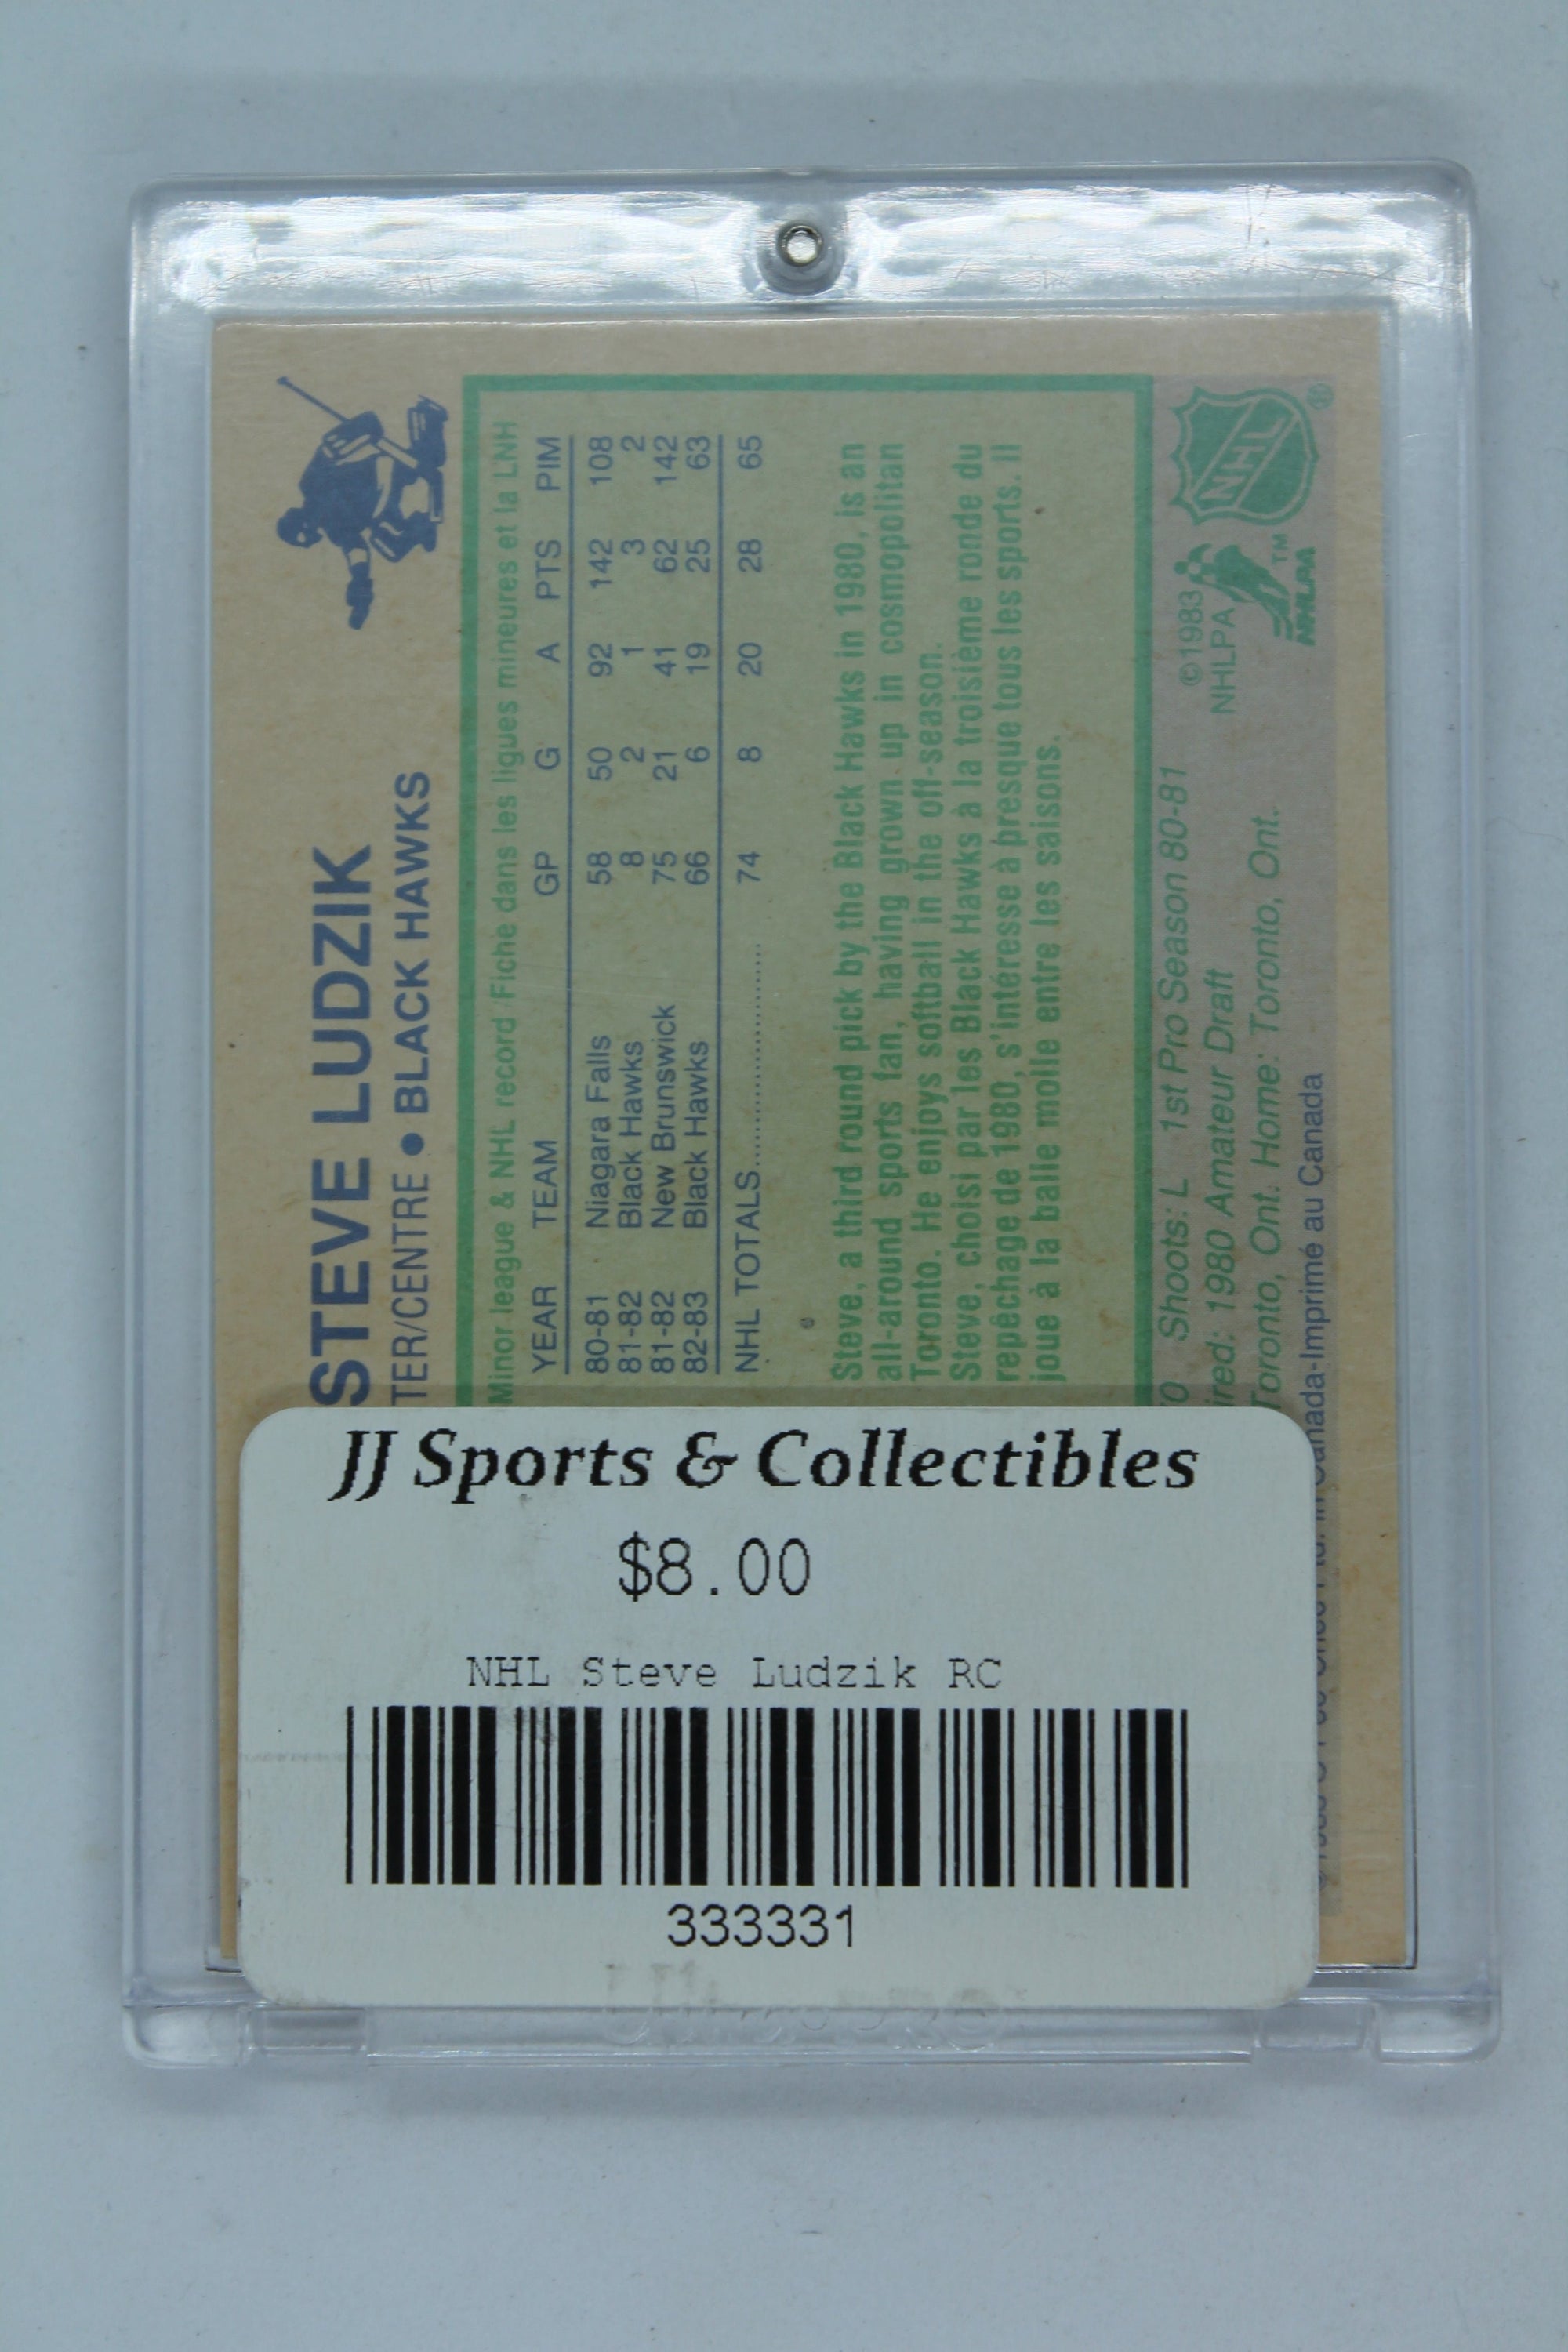 STEVE LUDZIK
TER/CENTRE • BLACK HAWKS
Minor league & NHL record Fiche dans les ligues mineures et la LNH
YEAR TEAM GP G A PTS PIM
80-81 Niagara Falls 58 50 92 142 108
81-82 Black Hawks 8 2 1 3 2
81-82 New Brunswick 75 21 41 62 142
82-83 Black Hawks 66 6 19 25 63
NHL TOTALS.................... 74 8 20 28 65
Steve, a third round pick by the Black Hawks in 1980, is an
all-around sports fan, having grown up in cosmopolitan
Toronto. He enjoys softball in the off-season.
Steve, choisi par les Black Hawks à la troisième ronde du
repêchage de 1980, s'intéresse à presque tous les sports. Il
joue à la balle molle entre les saisons.
Shoots: L 1st Pro Season 80-81
ired: 1980 Amateur Draft
Toronto, Ont. Home: Toronto, Ont.
©1983
NHLPA
NHLPA TM
NHL ®
anada-Imprimé au Canada
JJ Sports & Collectibles
$8.00
NHL Steve Ludzik RC
333331